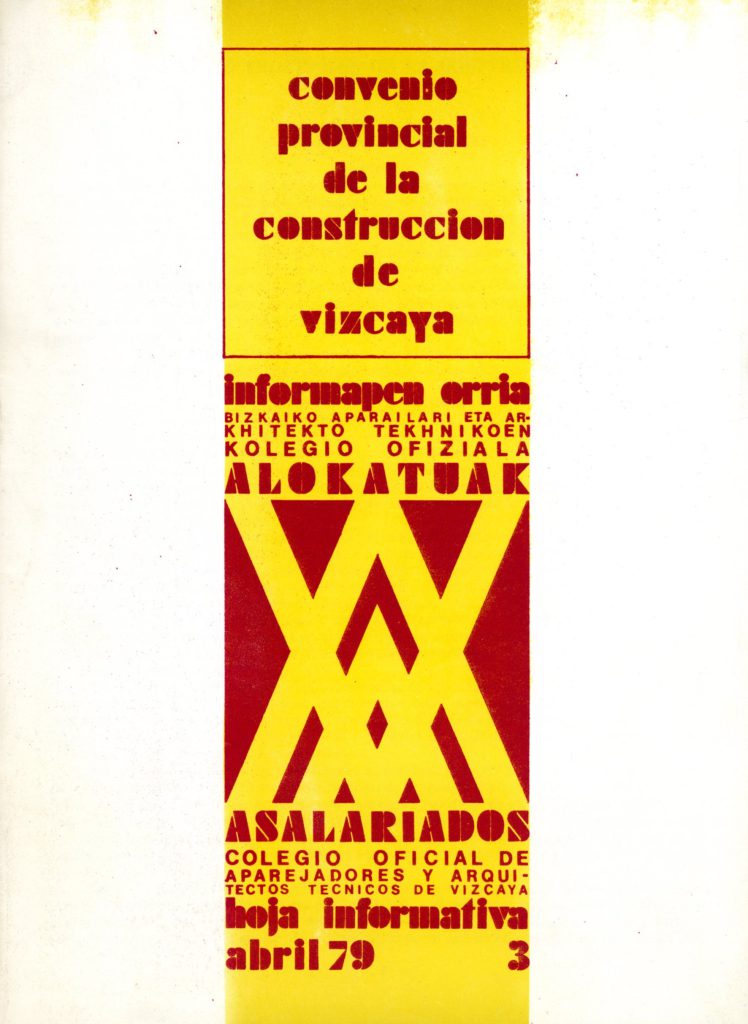 convenio
provincial
de la
construccion
de
vizcaya
informapen orria
BIZKAIKO APARAILARI ETA AR-
KHITEKTO TEKHNIKOEN
KOLEGIO OFIZIALA
ALOKATUAK
ASALARIADOS
COLEGIO OFICIAL DE
APAREJADORES Y ARQUI-
TECTOS TECNICOS DE VIZCAYA
hoja informativa
abril 79 3